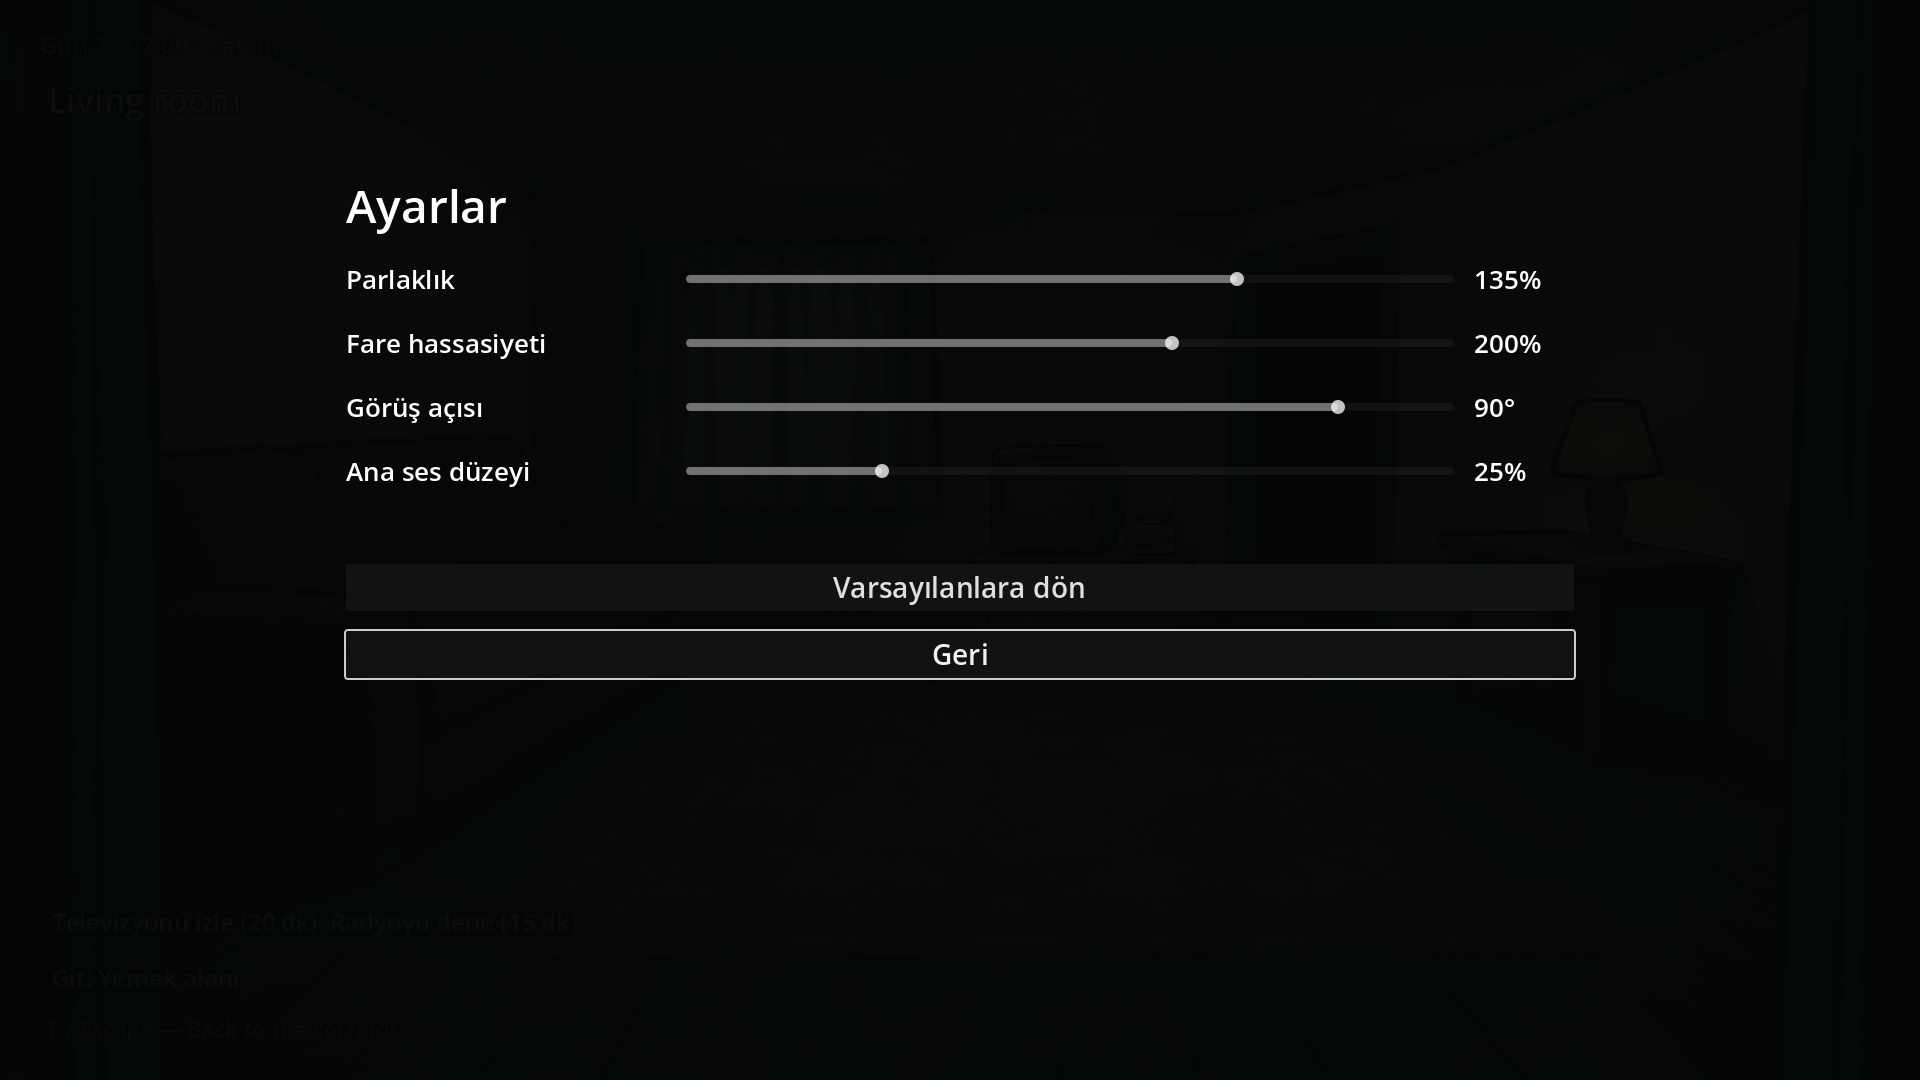 Gün 1 · 07:00 · Sabah
Living room
Ayarlar
Parlaklık 135%
Fare hassasiyeti 200%
Görüş açısı 90°
Ana ses düzeyi 25%
Varsayılanlara dön
Geri
Televizyonu izle (20 dk) Radyoyu dene (15 dk)
Git: Yemek alanı
E / Escape — Back to the corridor